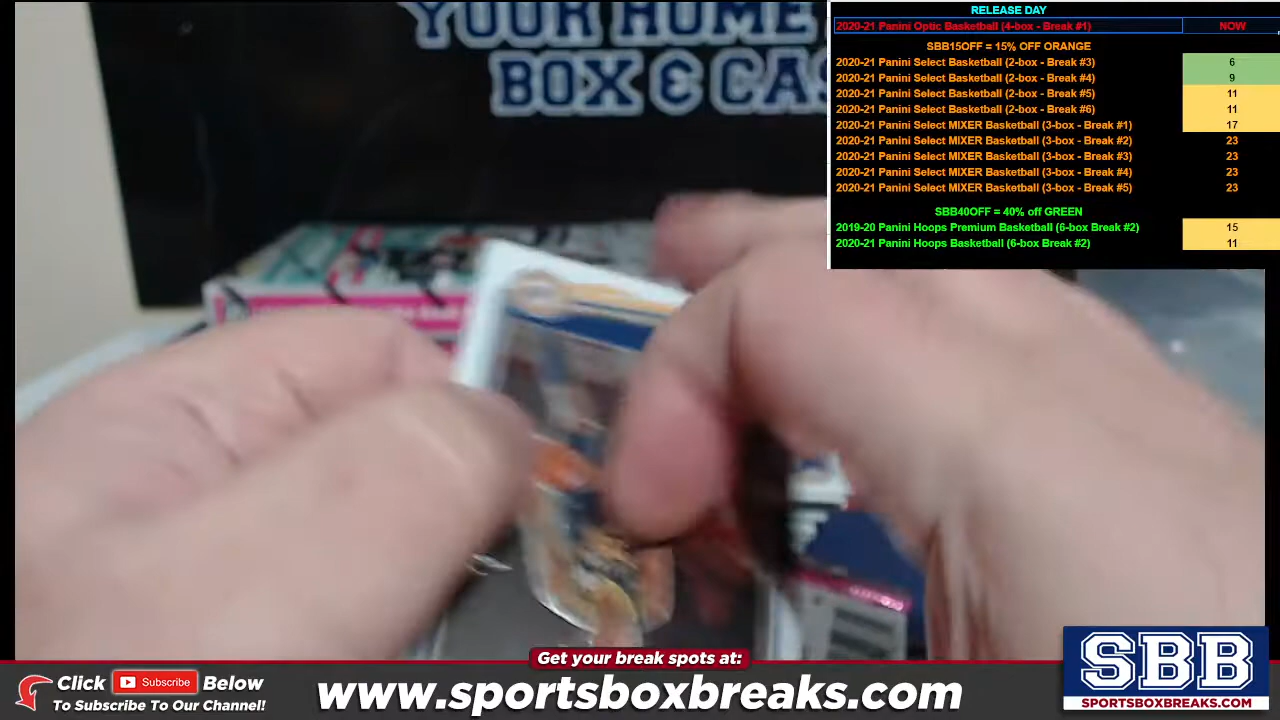 YOUR HOME
BOX & CAS
RELEASE DAY
2020-21 Panini Optic Basketball (4-box - Break #1) NOW
SBB15OFF = 15% OFF ORANGE
2020-21 Panini Select Basketball (2-box - Break #3) 6
2020-21 Panini Select Basketball (2-box - Break #4) 9
2020-21 Panini Select Basketball (2-box - Break #5) 11
2020-21 Panini Select Basketball (2-box - Break #6) 11
2020-21 Panini Select MIXER Basketball (3-box - Break #1) 17
2020-21 Panini Select MIXER Basketball (3-box - Break #2) 23
2020-21 Panini Select MIXER Basketball (3-box - Break #3) 23
2020-21 Panini Select MIXER Basketball (3-box - Break #4) 23
2020-21 Panini Select MIXER Basketball (3-box - Break #5) 23
SBB40OFF = 40% off GREEN
2019-20 Panini Hoops Premium Basketball (6-box Break #2) 15
2020-21 Panini Hoops Basketball (6-box Break #2) 11
Get your break spots at:
Click Subscribe Below
To Subscribe To Our Channel!
www.sportsboxbreaks.com
SBB
SPORTSBOXBREAKS.COM